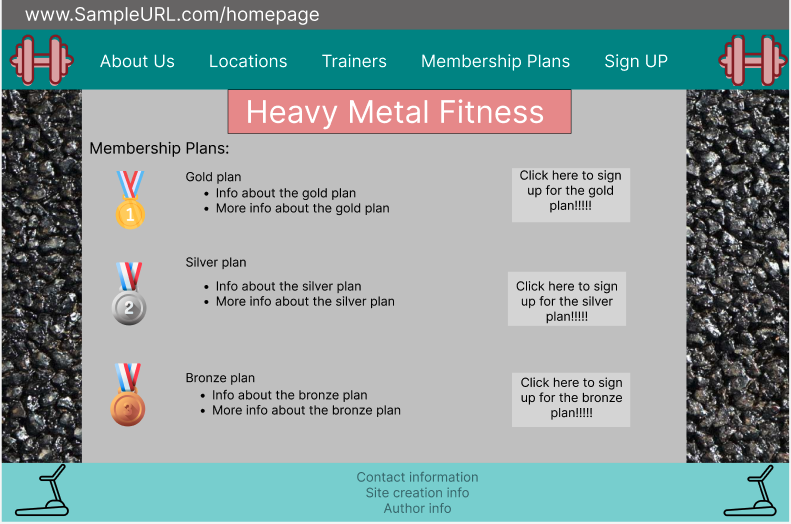 www.SampleURL.com/homepage
About Us Locations Trainers Membership Plans Sign UP
Heavy Metal Fitness
Membership Plans:
1
Gold plan
Info about the gold plan
More info about the gold plan
Click here to sign
up for the gold
plan!!!!!
2
Silver plan
Info about the silver plan
More info about the silver plan
Click here to sign
up for the silver
plan!!!!!
3
Bronze plan
Info about the bronze plan
More info about the bronze plan
Click here to sign
up for the bronze
plan!!!!!
Contact information
Site creation info
Author info